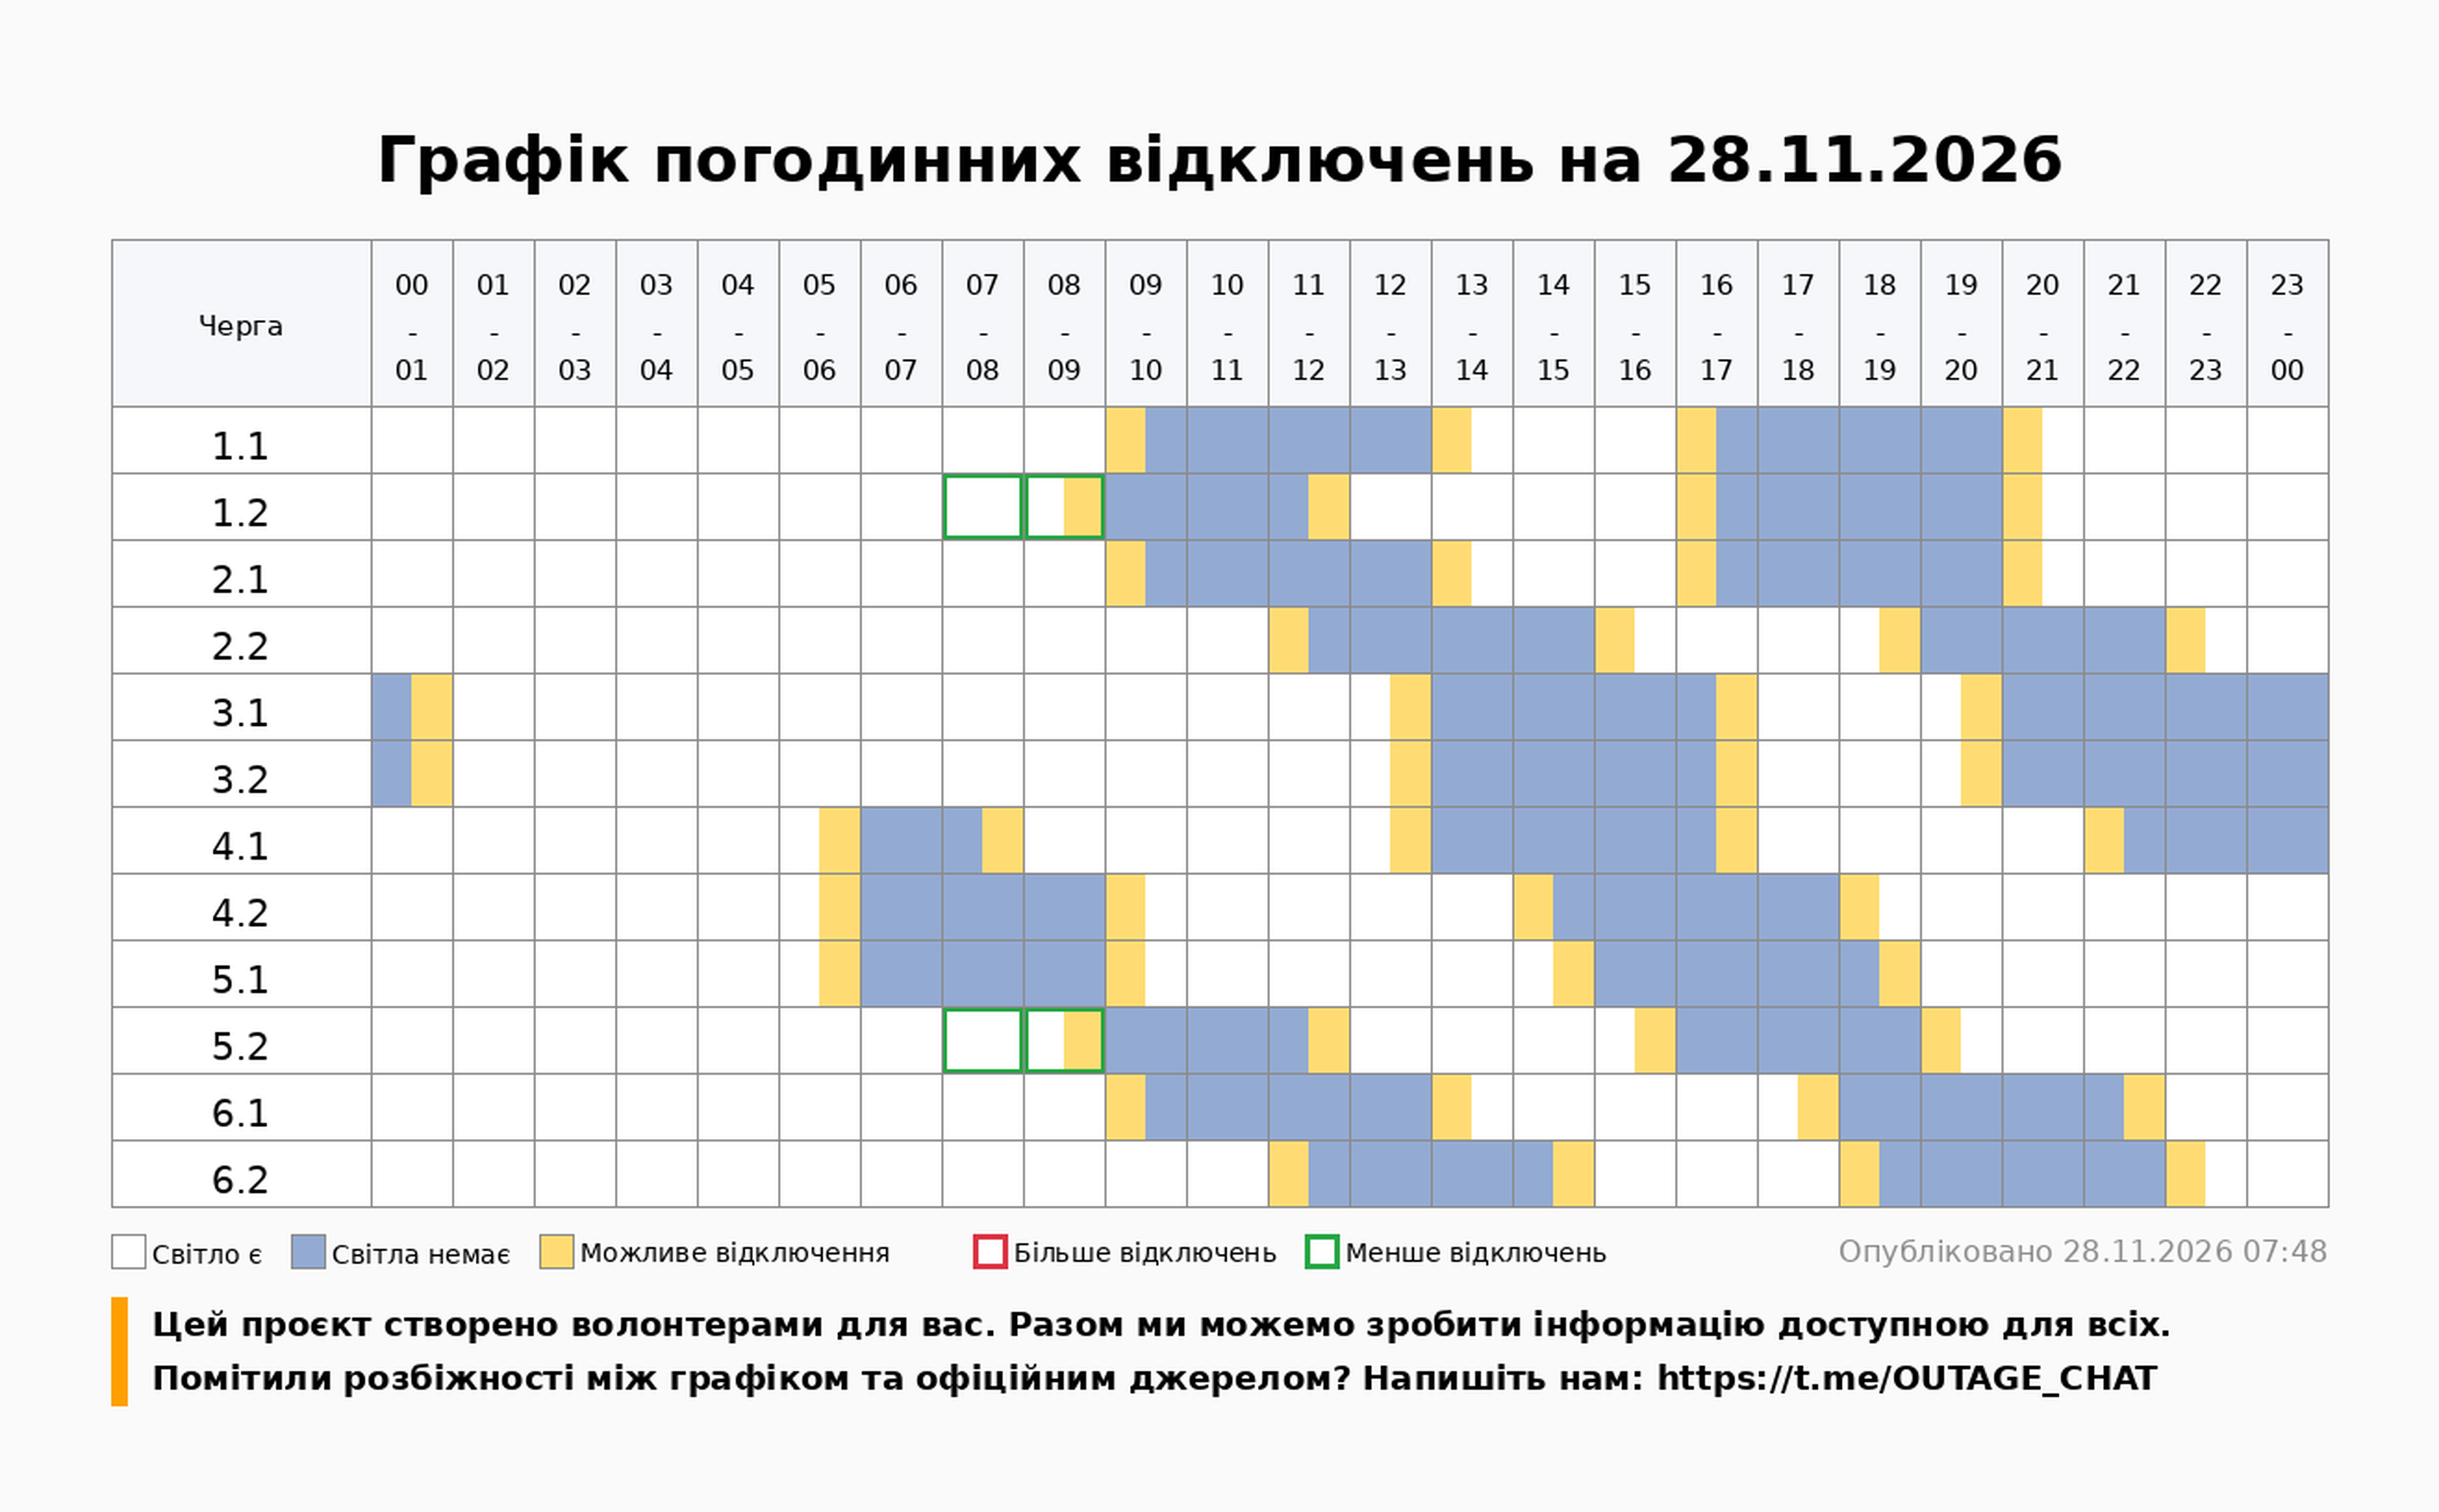 Графік погодинних відключень на 28.11.2026
Черга
00 - 01
01 - 02
02 - 03
03 - 04
04 - 05
05 - 06
06 - 07
07 - 08
08 - 09
09 - 10
10 - 11
11 - 12
12 - 13
13 - 14
14 - 15
15 - 16
16 - 17
17 - 18
18 - 19
19 - 20
20 - 21
21 - 22
22 - 23
23 - 00
1.1
1.2
2.1
2.2
3.1
3.2
4.1
4.2
5.1
5.2
6.1
6.2
Світло є
Світла немає
Можливе відключення
Більше відключень
Менше відключень
Опубліковано 28.11.2026 07:48
Цей проєкт створено волонтерами для вас. Разом ми можемо зробити інформацію доступною для всіх.
Помітили розбіжності між графіком та офіційним джерелом? Напишіть нам: https://t.me/OUTAGE_CHAT